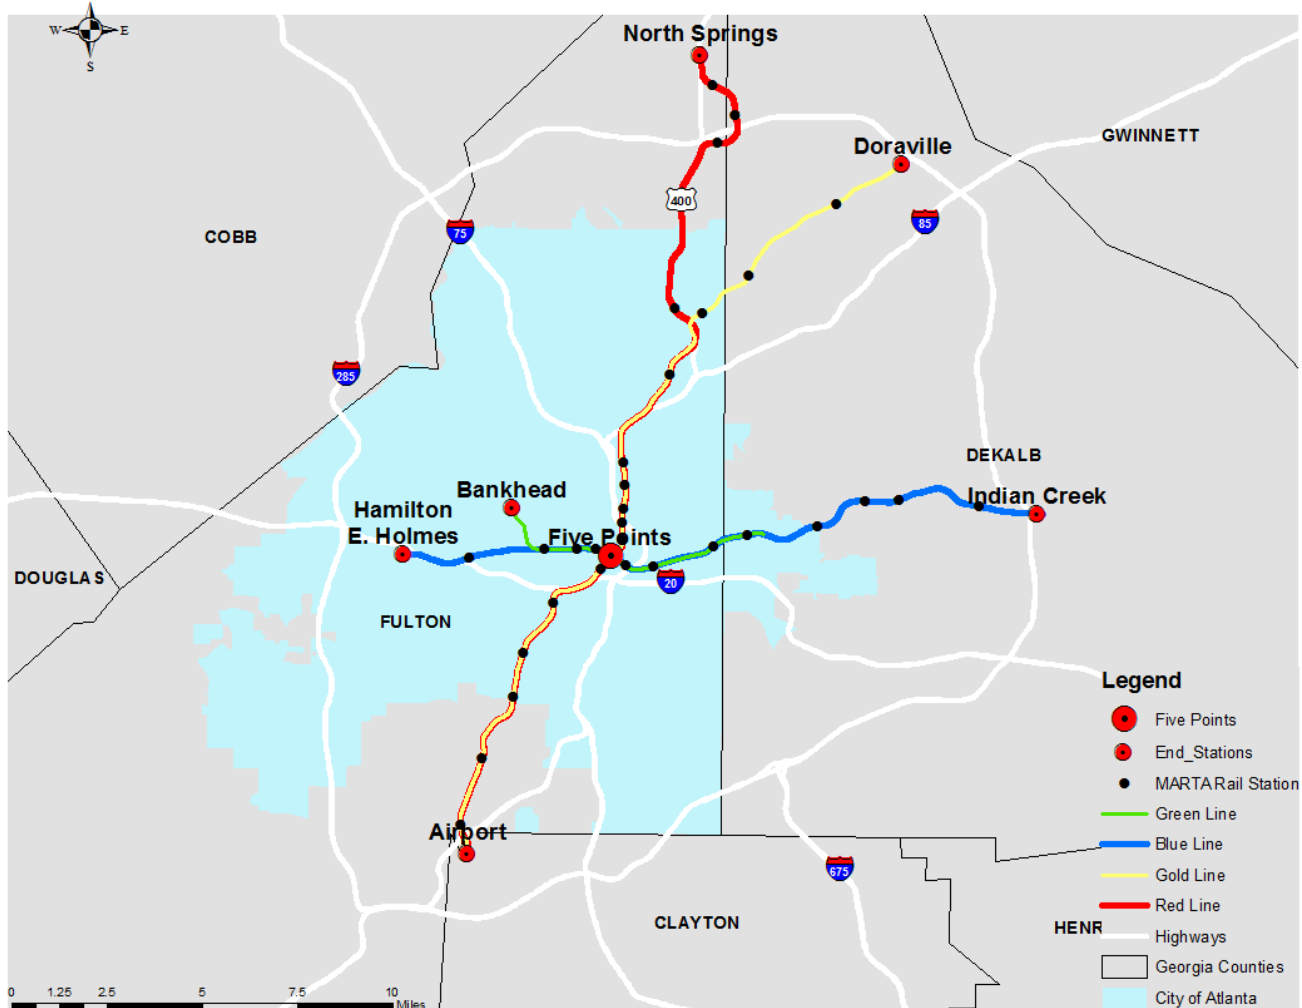 North Springs
W
E
S
GWINNETT
Doraville
400
85
COBB
75
285
DEKALB
Bankhead
Indian Creek
Hamilton
E. Holmes
Five Points
DOUGLAS
20
FULTON
Legend
Five Points
End_Stations
MARTA Rail Station
Green Line
Airport
Blue Line
675
Gold Line
Red Line
CLAYTON
HENR
Highways
Georgia Counties
0 1.25 2.5 5 7.5 10
Miles
City of Atlanta